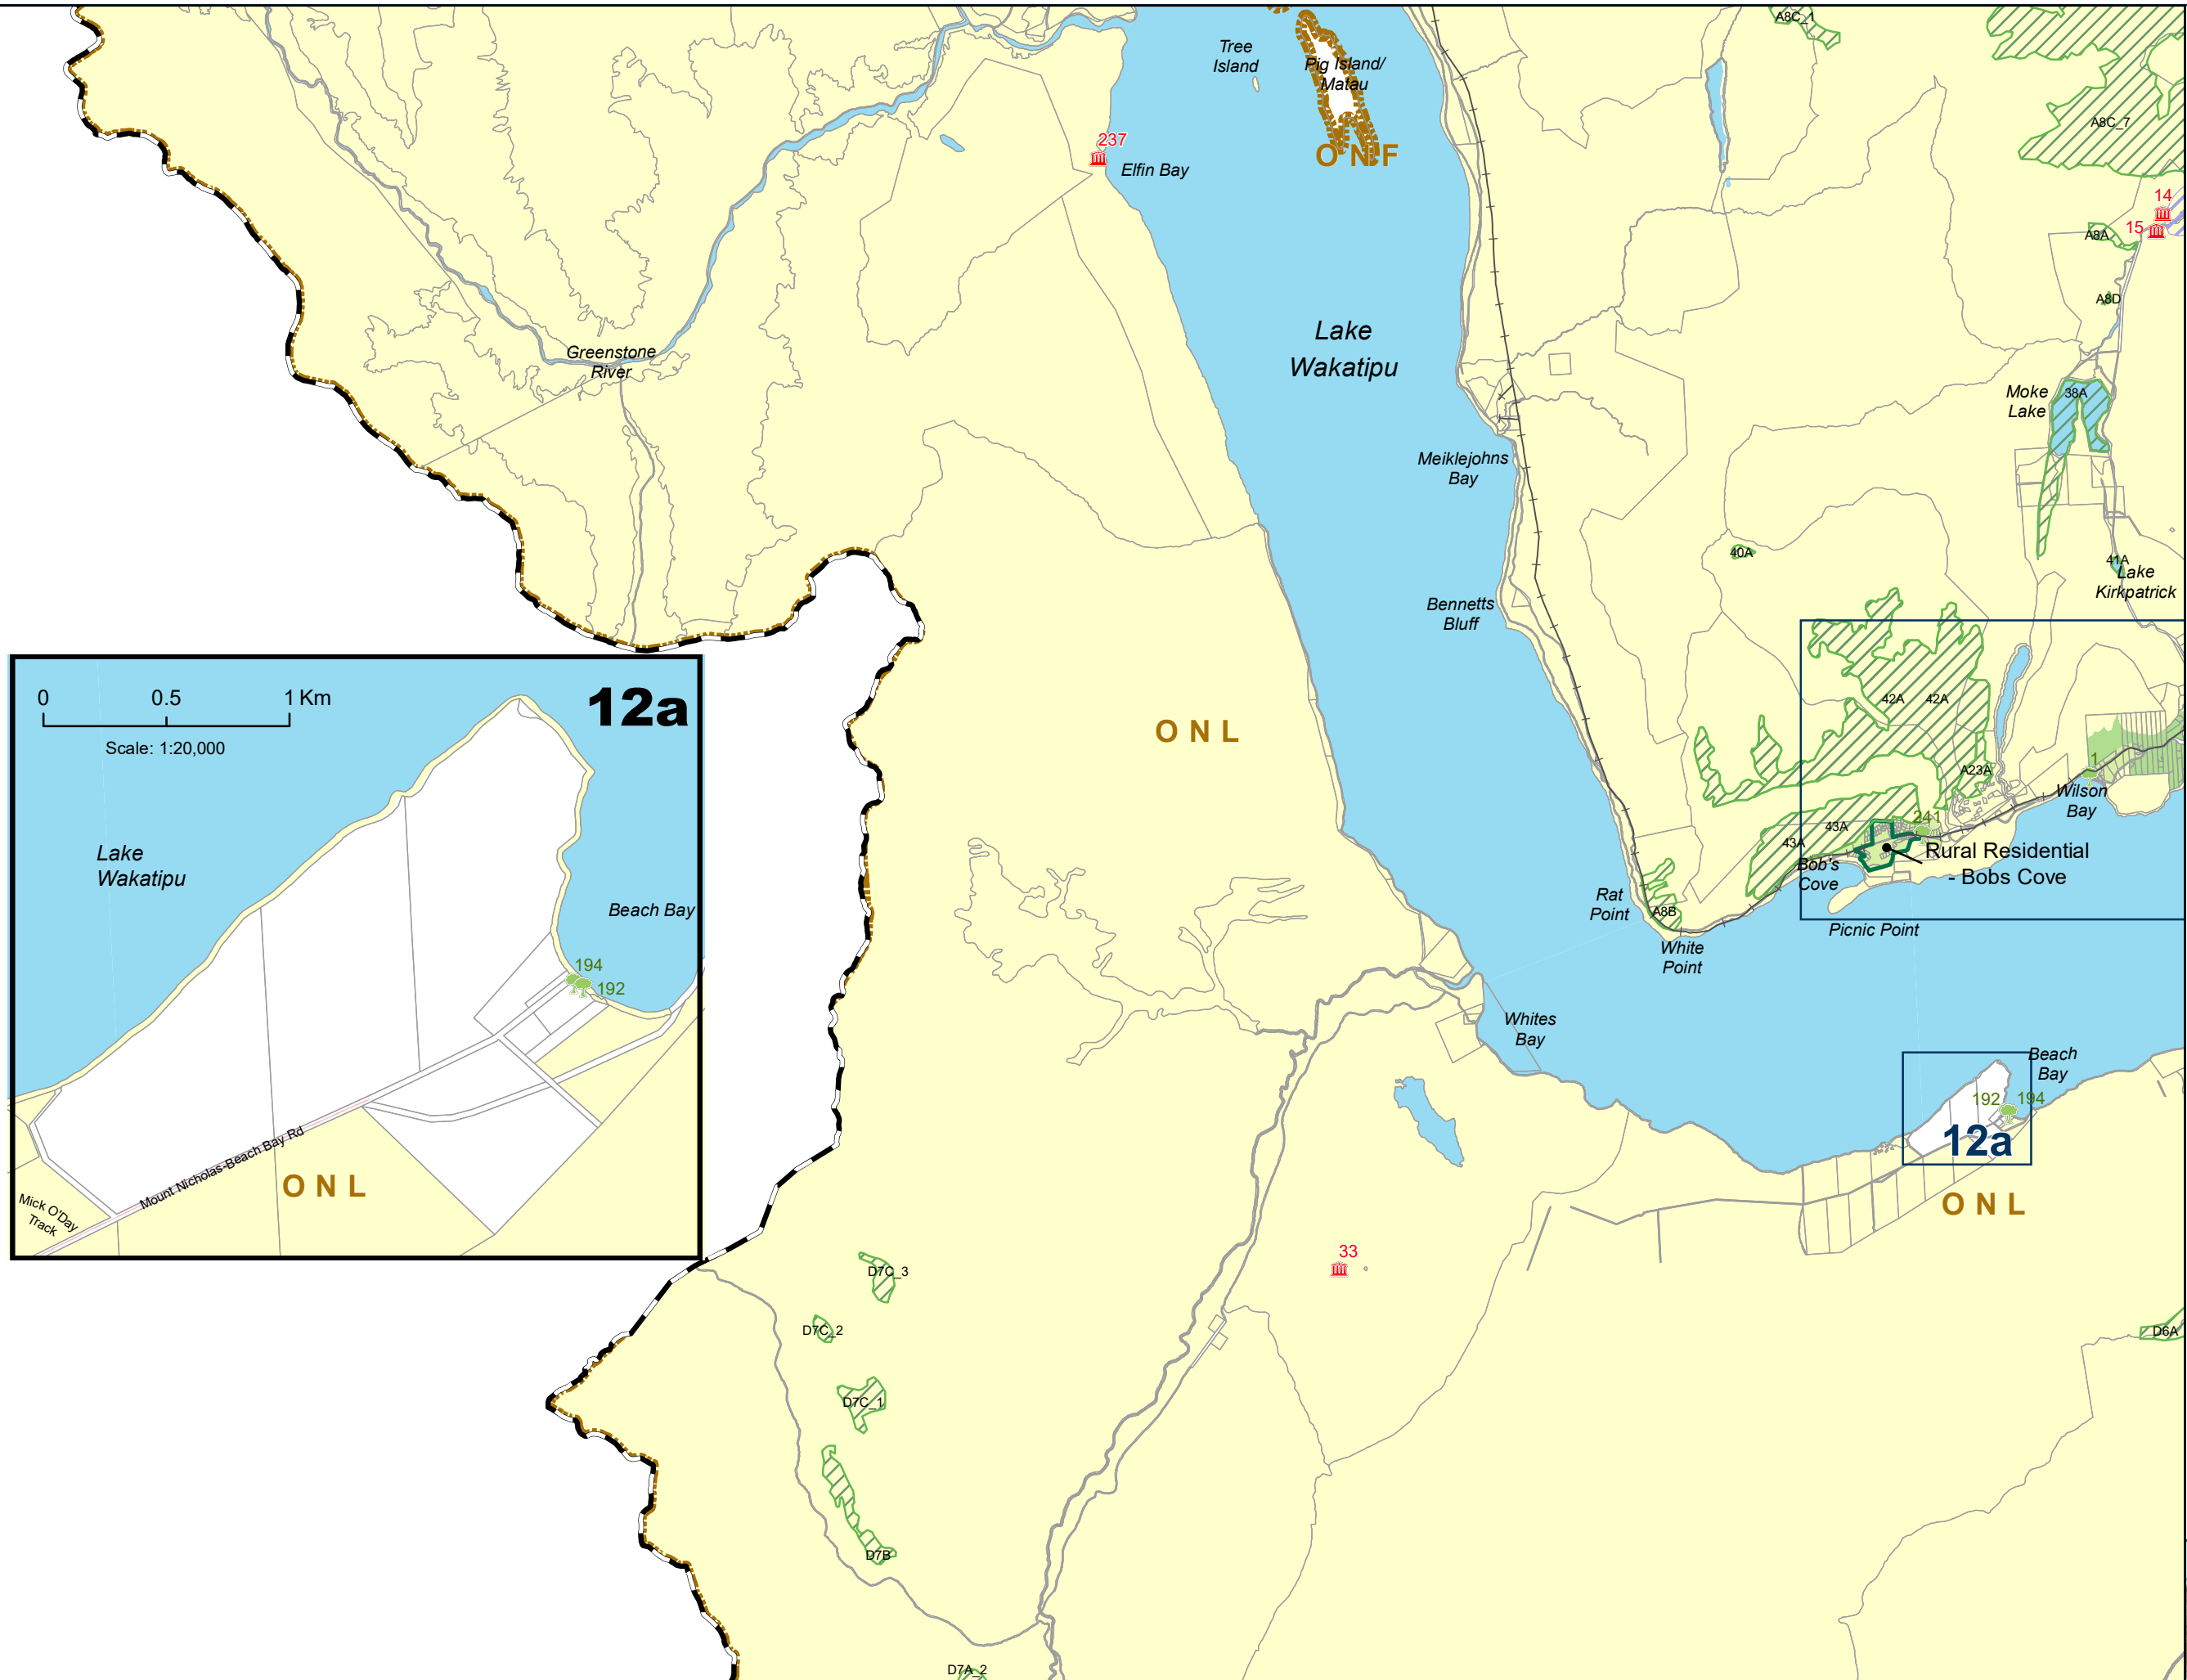 A8C_1
Tree
Island
Pig Island/
Matau
O N F
A8C_7
237
Elfin Bay
14
15
A8A
A8D
Lake
Wakatipu
Greenstone
River
Moke
Lake
38A
Meiklejohns
Bay
40A
41A
Lake
Kirkpatrick
Bennetts
Bluff
42A
42A
O N L
A23A
1
Wilson
Bay
241
43A
43A
Rural Residential
- Bobs Cove
Bob's
Cove
Rat
Point
A8B
Picnic Point
White
Point
Whites
Bay
Beach
Bay
192
194
12a
O N L
33
D7C_3
D7C_2
D7C_1
D7B
D7A_2
D6A
0
0.5
1 Km
Scale: 1:20,000
12a
Lake
Wakatipu
Beach Bay
194
192
Mount Nicholas-Beach Bay Rd
O N L
Mick O'Day
Track